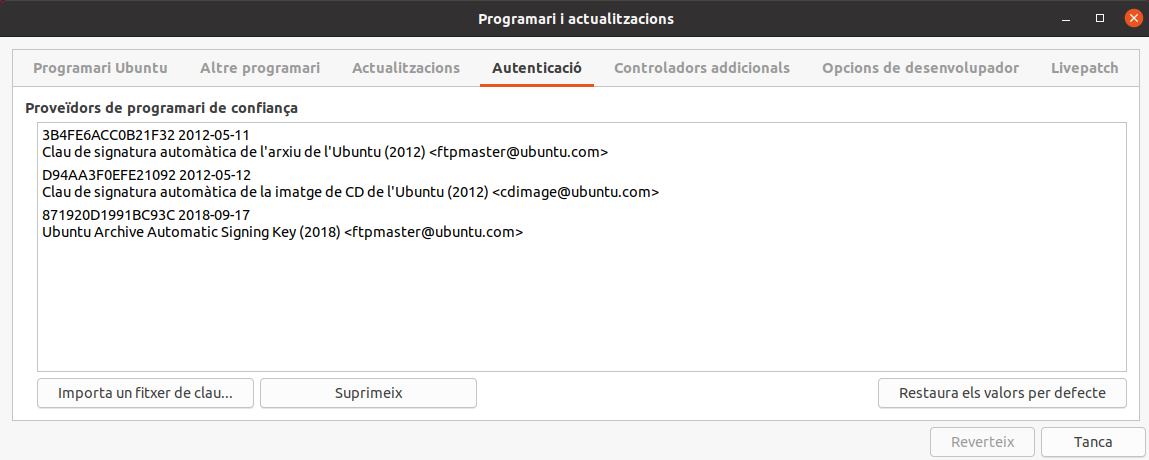 Programari i actualitzacions
Programari Ubuntu Altre programari Actualitzacions Autenticació Controladors addicionals Opcions de desenvolupador Livepatch
Proveïdors de programari de confiança
3B4FE6ACC0B21F32 2012-05-11
Clau de signatura automàtica de l'arxiu de l'Ubuntu (2012) <ftpmaster@ubuntu.com>
D94AA3F0EFE21092 2012-05-12
Clau de signatura automàtica de la imatge de CD de l'Ubuntu (2012) <cdimage@ubuntu.com>
871920D1991BC93C 2018-09-17
Ubuntu Archive Automatic Signing Key (2018) <ftpmaster@ubuntu.com>
Importa un fitxer de clau... Suprimeix Restaura els valors per defecte
Reverteix Tanca